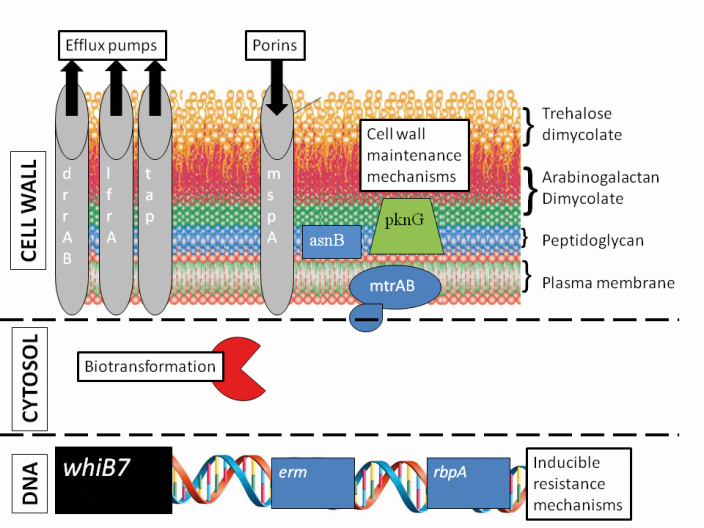 Efflux pumps
Porins
CELL WALL
drrAB
lfrA
tap
mspA
Cell wall
maintenance
mechanisms
asnB
pknG
mtrAB
Trehalose
dimycolate
Arabinogalactan
Dimycolate
Peptidoglycan
Plasma membrane
CYTOSOL
Biotransformation
DNA
whiB7
erm
rbpA
Inducible
resistance
mechanisms